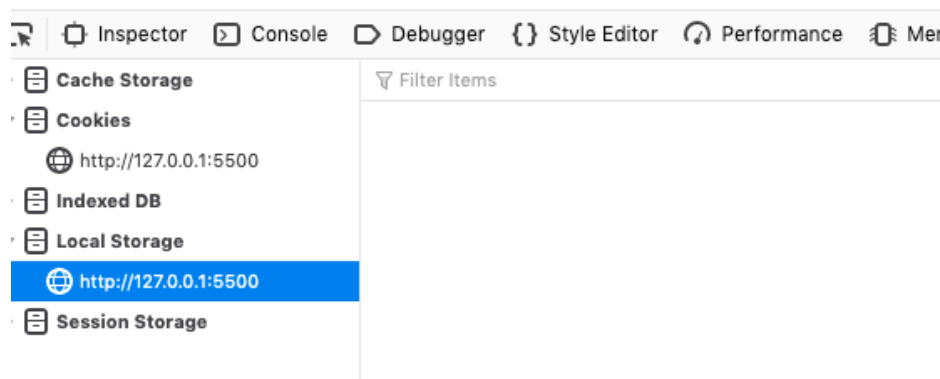 Inspector Console Debugger {} Style Editor Performance Mer
Cache Storage
Filter Items
Cookies
http://127.0.0.1:5500
Indexed DB
Local Storage
http://127.0.0.1:5500
Session Storage